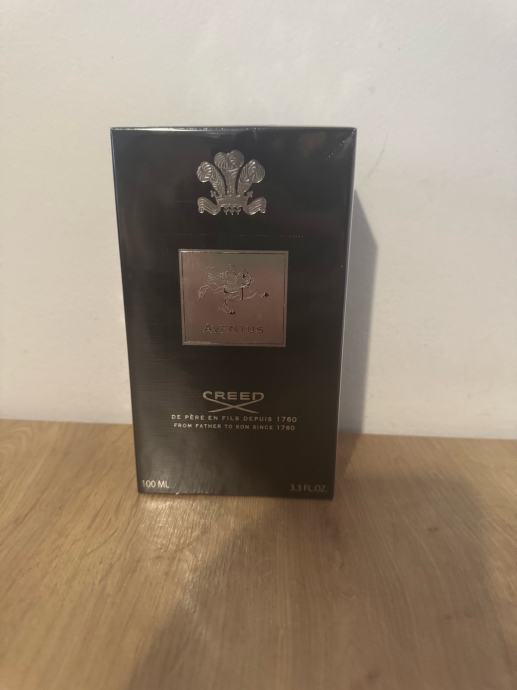 AVENTUS
CREED
DE PÈRE EN FILS DEPUIS 1760
FROM FATHER TO SON SINCE 1760
100 ML 3.3 FL.OZ.